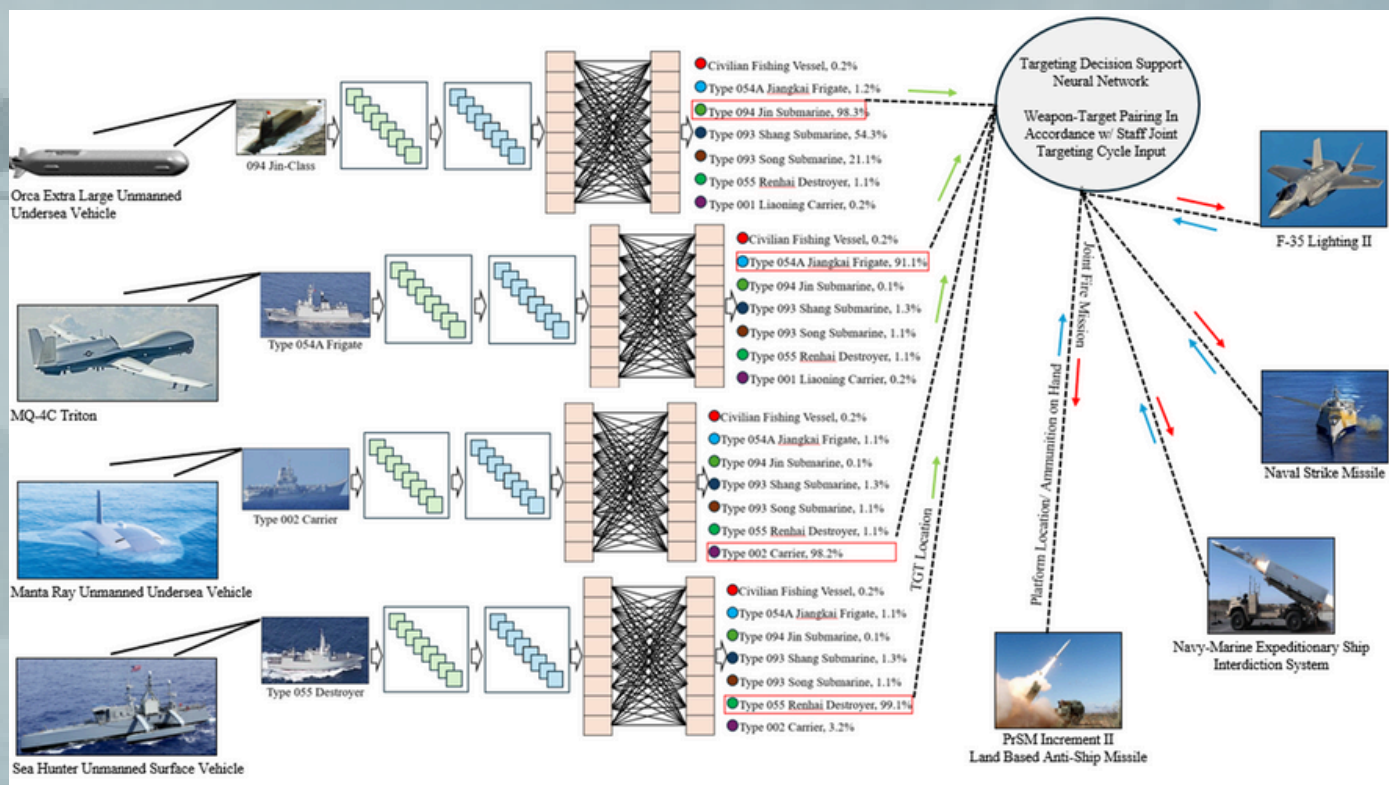 Orca Extra Large Unmanned
Undersea Vehicle
094 Jin-Class
Civilian Fishing Vessel, 0.2%
Type 054A Jiangkai Frigate, 1.2%
Type 094 Jin Submarine, 98.3%
Type 093 Shang Submarine, 54.3%
Type 093 Song Submarine, 21.1%
Type 055 Renhai Destroyer, 1.1%
Type 001 Liaoning Carrier, 0.2%
MQ-4C Triton
Type 054A Frigate
Civilian Fishing Vessel, 0.2%
Type 054A Jiangkai Frigate, 91.1%
Type 094 Jin Submarine, 0.1%
Type 093 Shang Submarine, 1.3%
Type 093 Song Submarine, 1.1%
Type 055 Renhai Destroyer, 1.1%
Type 001 Liaoning Carrier, 0.2%
Manta Ray Unmanned Undersea Vehicle
Type 002 Carrier
Civilian Fishing Vessel, 0.2%
Type 054A Jiangkai Frigate, 1.1%
Type 094 Jin Submarine, 0.1%
Type 093 Shang Submarine, 1.3%
Type 093 Song Submarine, 1.1%
Type 055 Renhai Destroyer, 1.1%
Type 002 Carrier, 98.2%
Sea Hunter Unmanned Surface Vehicle
Type 055 Destroyer
Civilian Fishing Vessel, 0.2%
Type 054A Jiangkai Frigate, 1.1%
Type 094 Jin Submarine, 0.1%
Type 093 Shang Submarine, 1.3%
Type 093 Song Submarine, 1.1%
Type 055 Renhai Destroyer, 99.1%
Type 002 Carrier, 3.2%
TGT Location
Targeting Decision Support
Neural Network
Weapon-Target Pairing In
Accordance w/ Staff Joint
Targeting Cycle Input
Platform Location/ Ammunition on Hand
Joint Fire Mission
F-35 Lighting II
Naval Strike Missile
Navy-Marine Expeditionary Ship
Interdiction System
PrSM Increment II
Land Based Anti-Ship Missile